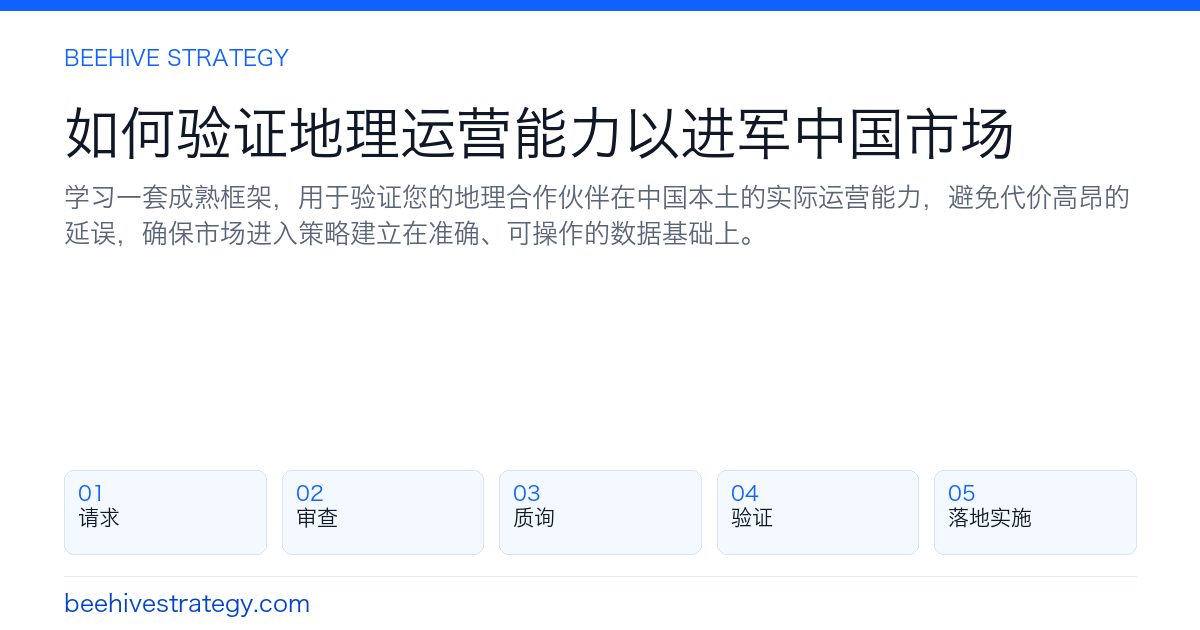 BEEHIVE STRATEGY
如何验证地理运营能力以进军中国市场
学习一套成熟框架，用于验证您的地理合作伙伴在中国本土的实际运营能力，避免代价高昂的
延误，确保市场进入策略建立在准确、可操作的数据基础上。
01
请求
02
审查
03
质询
04
验证
05
落地实施
beehivestrategy.com